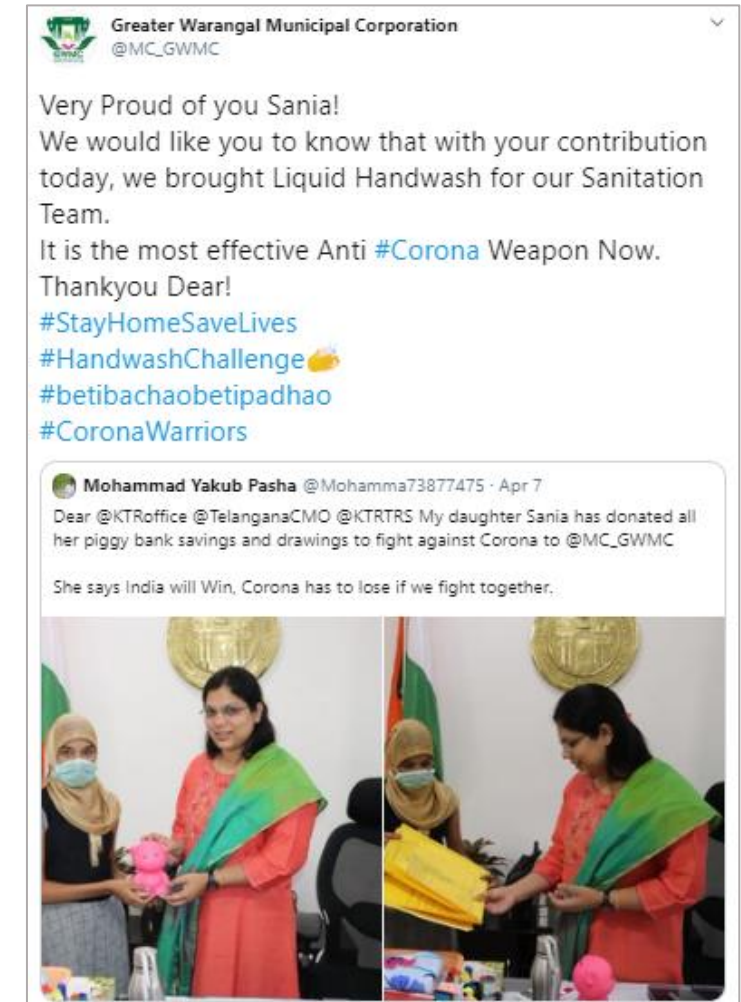 Greater Warangal Municipal Corporation
@MC_GWMC
GWMC
Very Proud of you Sania!
We would like you to know that with your contribution
today, we brought Liquid Handwash for our Sanitation
Team.
It is the most effective Anti #Corona Weapon Now.
Thankyou Dear!
#StayHomeSaveLives
#HandwashChallenge
#betibachaobetipadhao
#CoronaWarriors
Mohammad Yakub Pasha @Mohamma73877475 · Apr 7
Dear @KTRoffice @TelanganaCMO @KTRTRS My daughter Sania has donated all
her piggy bank savings and drawings to fight against Corona to @MC_GWMC
She says India will Win, Corona has to lose if we fight together.